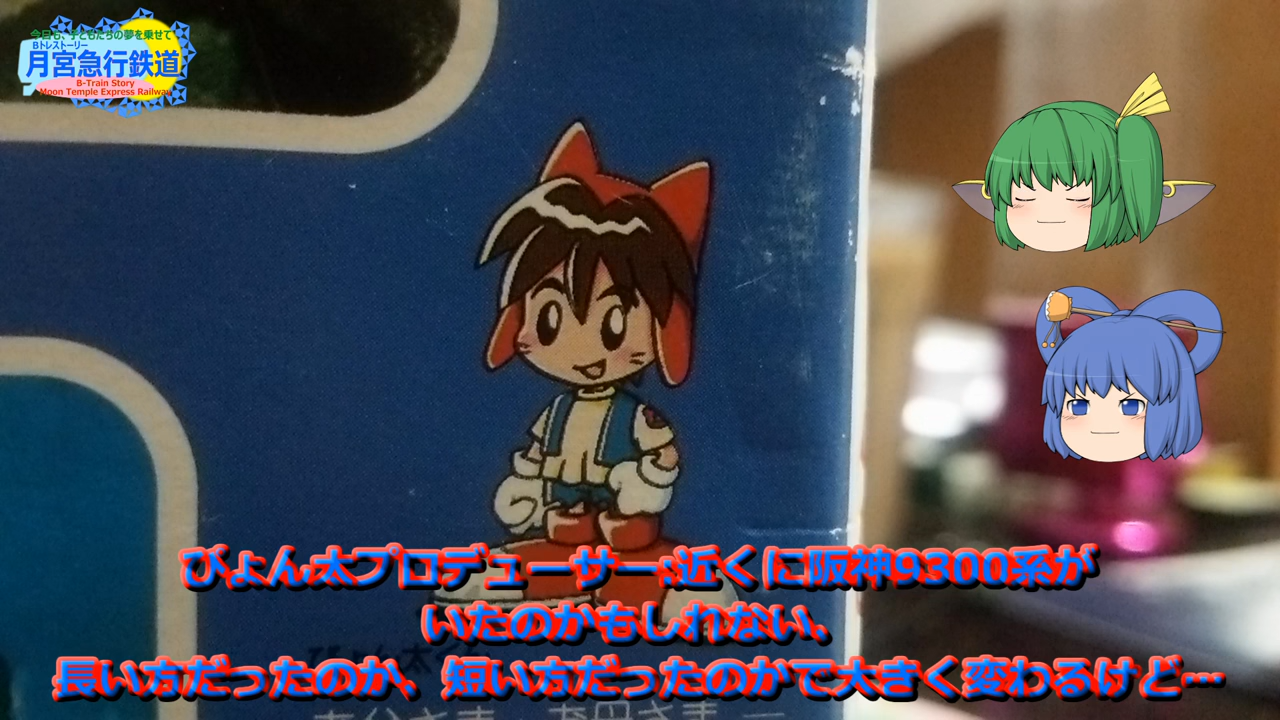 今日も、子どもたちの夢を乗せて
Bトレストーリー
月宮急行鉄道
B-Train Story
Moon Temple Express Railway
ぴょん太プロデューサー:近くに阪神9300系が
いたのかもしれない、
長い方だったのか、短い方だったのかで大きく変わるけど…